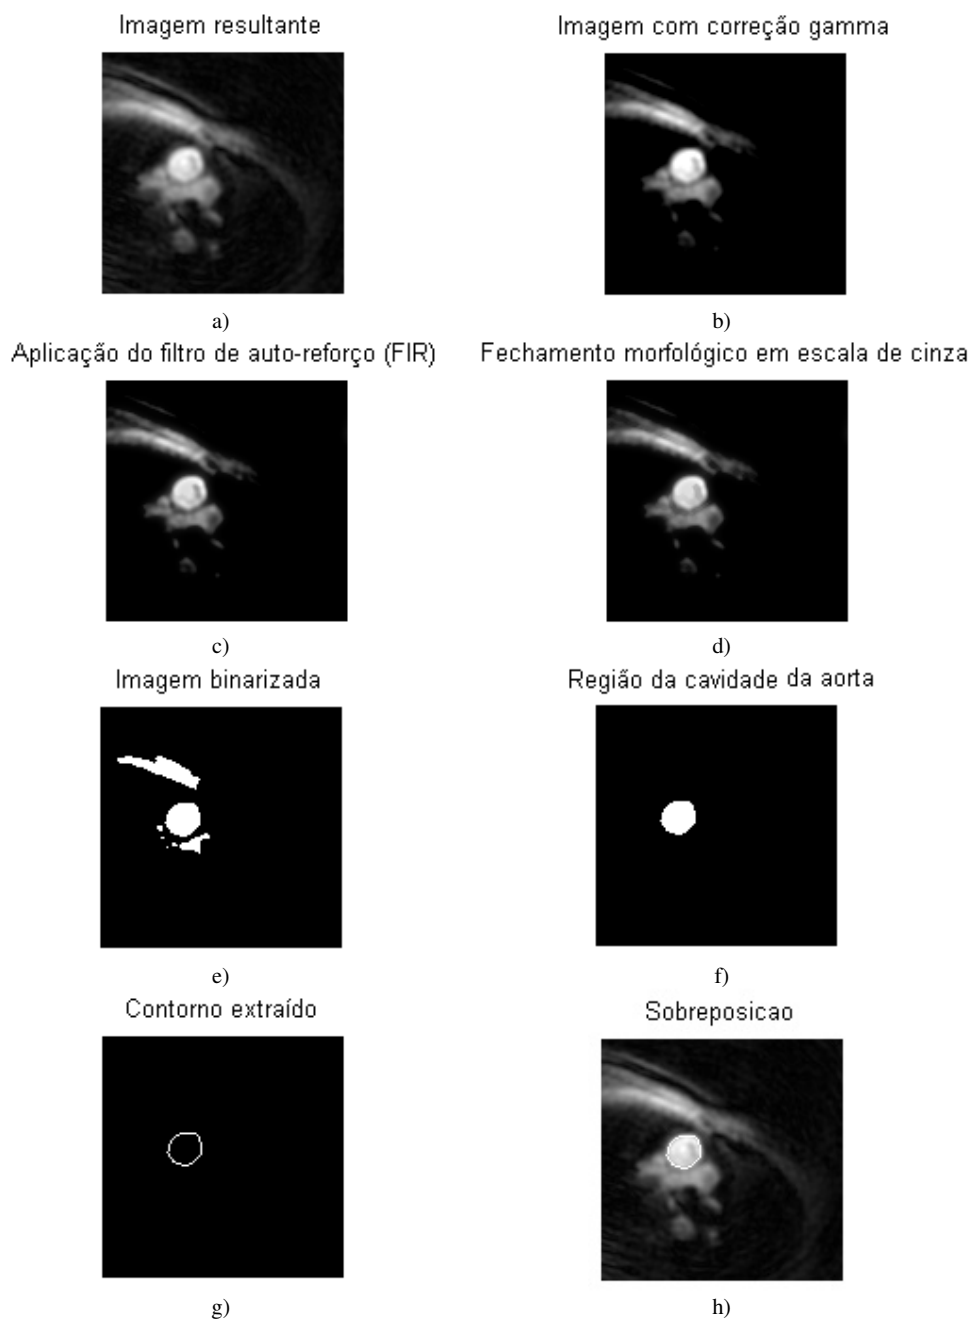 Imagem resultante
Imagem com correção gamma
a)
b)
Aplicação do filtro de auto-reforço (FIR)
Fechamento morfológico em escala de cinza
c)
d)
Imagem binarizada
Região da cavidade da aorta
e)
f)
Contorno extraído
Sobreposicao
g)
h)